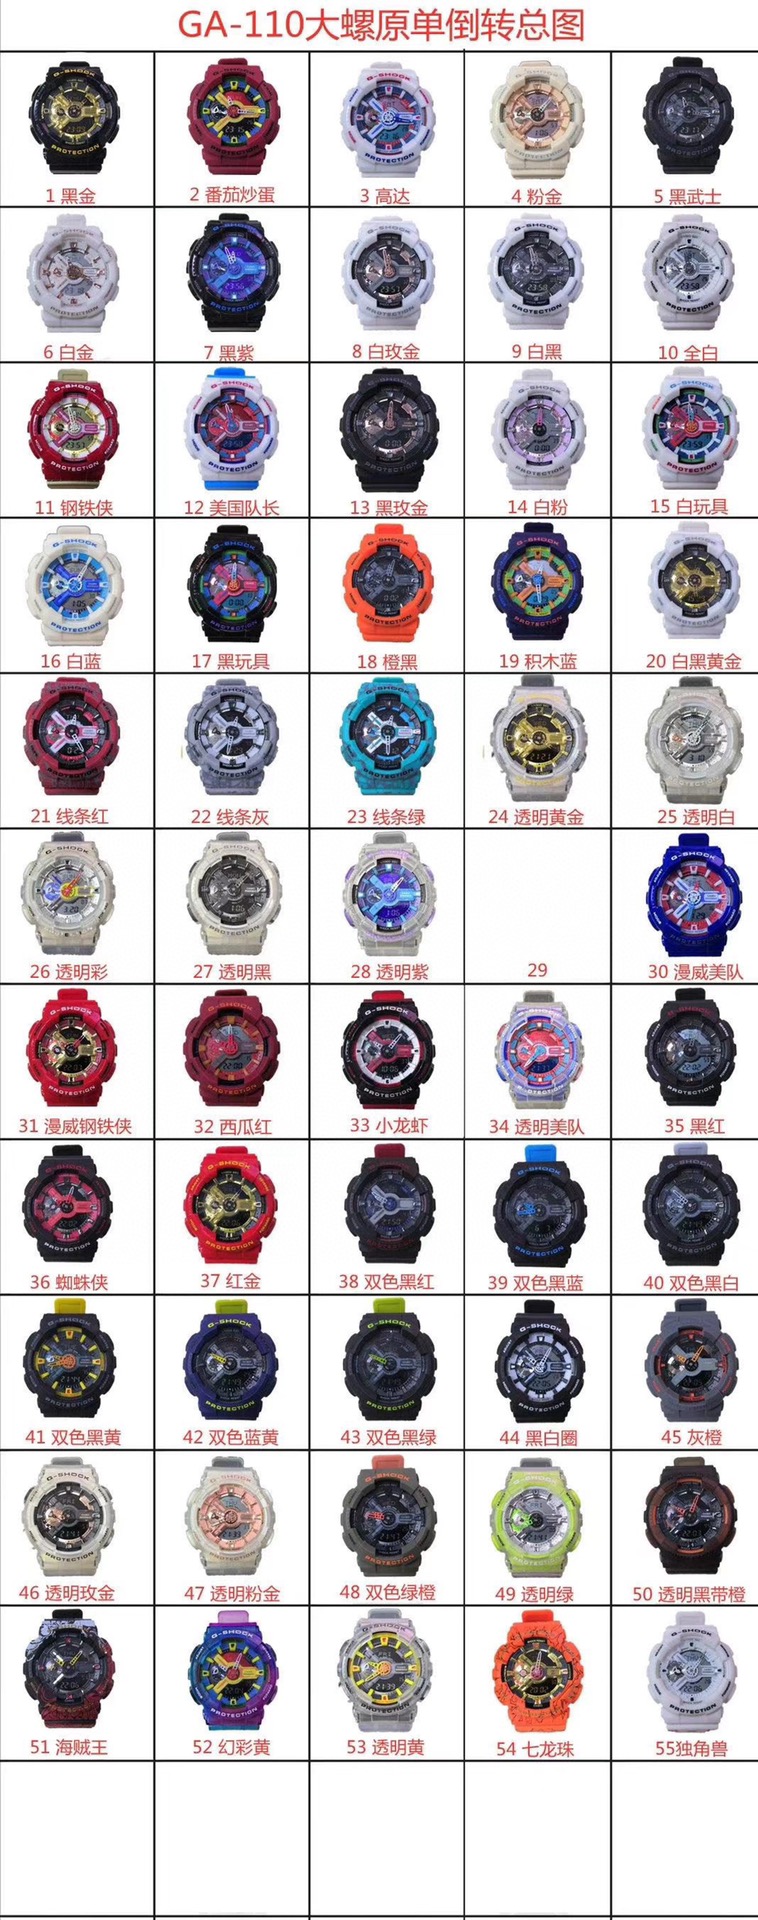 GA-110大螺原单倒转总图
1 黑金
2 番茄炒蛋
3 高达
4 粉金
5 黑武士
6 白金
7 黑紫
8 白玫金
9 白黑
10 全白
11 钢铁侠
12 美国队长
13 黑玫金
14 白粉
15 白玩具
16 白蓝
17 黑玩具
18 橙黑
19 积木蓝
20 白黑黄金
21 线条红
22 线条灰
23 线条绿
24 透明黄金
25 透明白
26 透明彩
27 透明黑
28 透明紫
29
30 漫威美队
31 漫威钢铁侠
32 西瓜红
33 小龙虾
34 透明美队
35 黑红
36 蜘蛛侠
37 红金
38 双色黑红
39 双色黑蓝
40 双色黑白
41 双色黑黄
42 双色蓝黄
43 双色黑绿
44 黑白圈
45 灰橙
46 透明玫金
47 透明粉金
48 双色绿橙
49 透明绿
50 透明黑带橙
51 海贼王
52 幻彩黄
53 透明黄
54 七龙珠
55独角兽